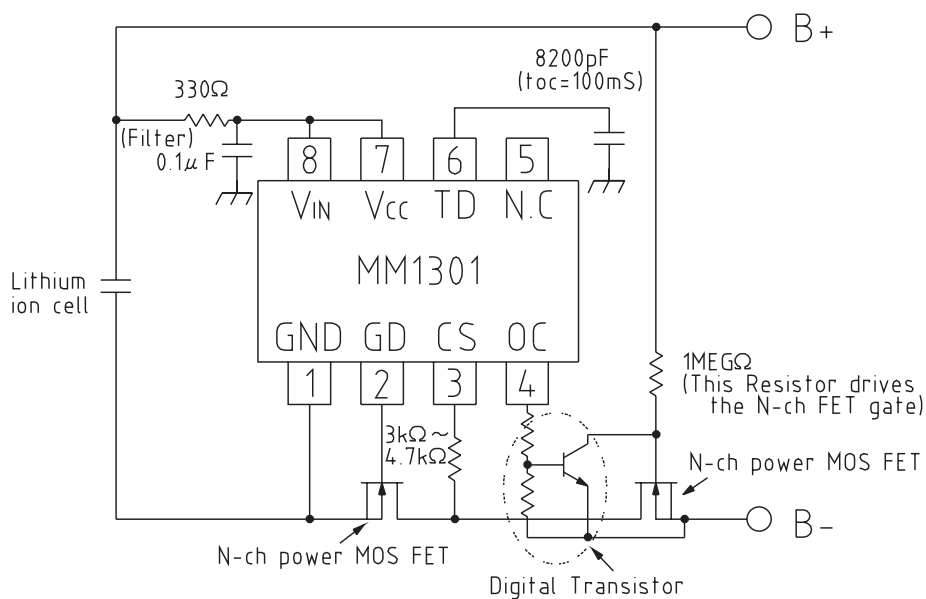 B+
8200pF
(toc=100mS)
330Ω
(Filter)
0.1μF
8 7 6 5
VIN VCC TD N.C
MM1301
Lithium
ion cell
GND GD CS OC
1 2 3 4
1MEGΩ
(This Resistor drives
the N-ch FET gate)
3kΩ~
4.7kΩ
N-ch power MOS FET
B-
N-ch power MOS FET
Digital Transistor